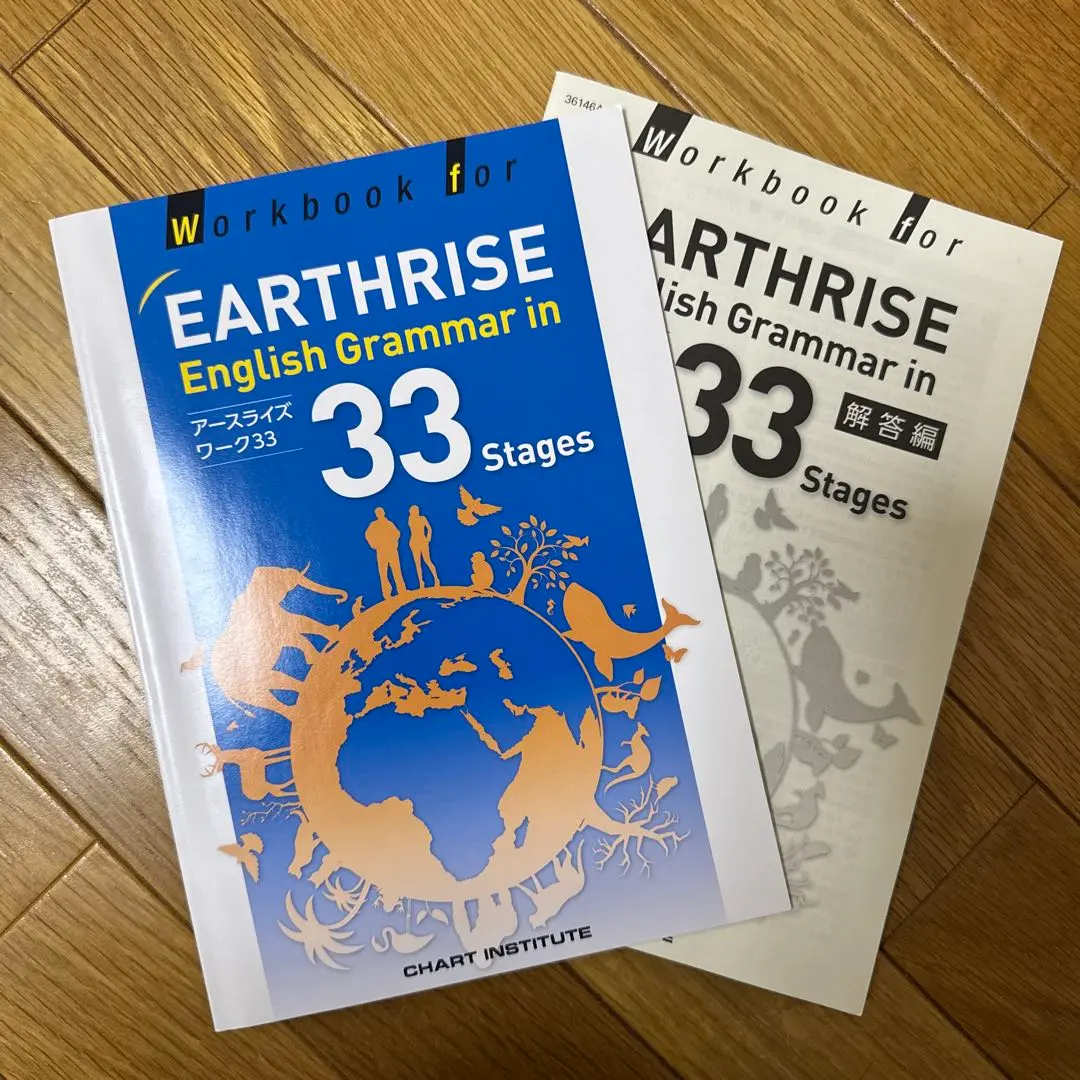 Workbook for
EARTHRISE
English Grammar in
アースライズ
ワーク33
33 Stages
CHART INSTITUTE
36146A
Workbook for
ARTHRISE
lish Grammar in
33 Stages
解答編